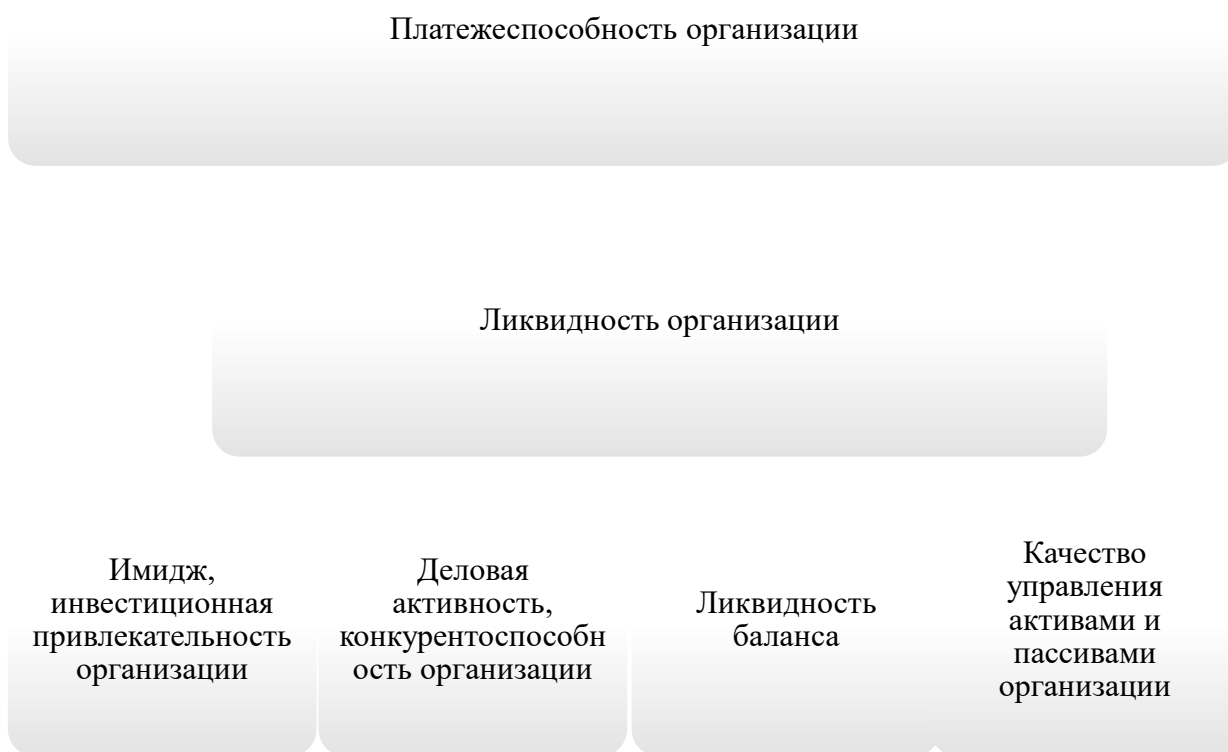 Платежеспособность организации
Ликвидность организации
Имидж,
инвестиционная
привлекательность
организации
Деловая
активность,
конкурентоспособн
ость организации
Ликвидность
баланса
Качество
управления
активами и
пассивами
организации